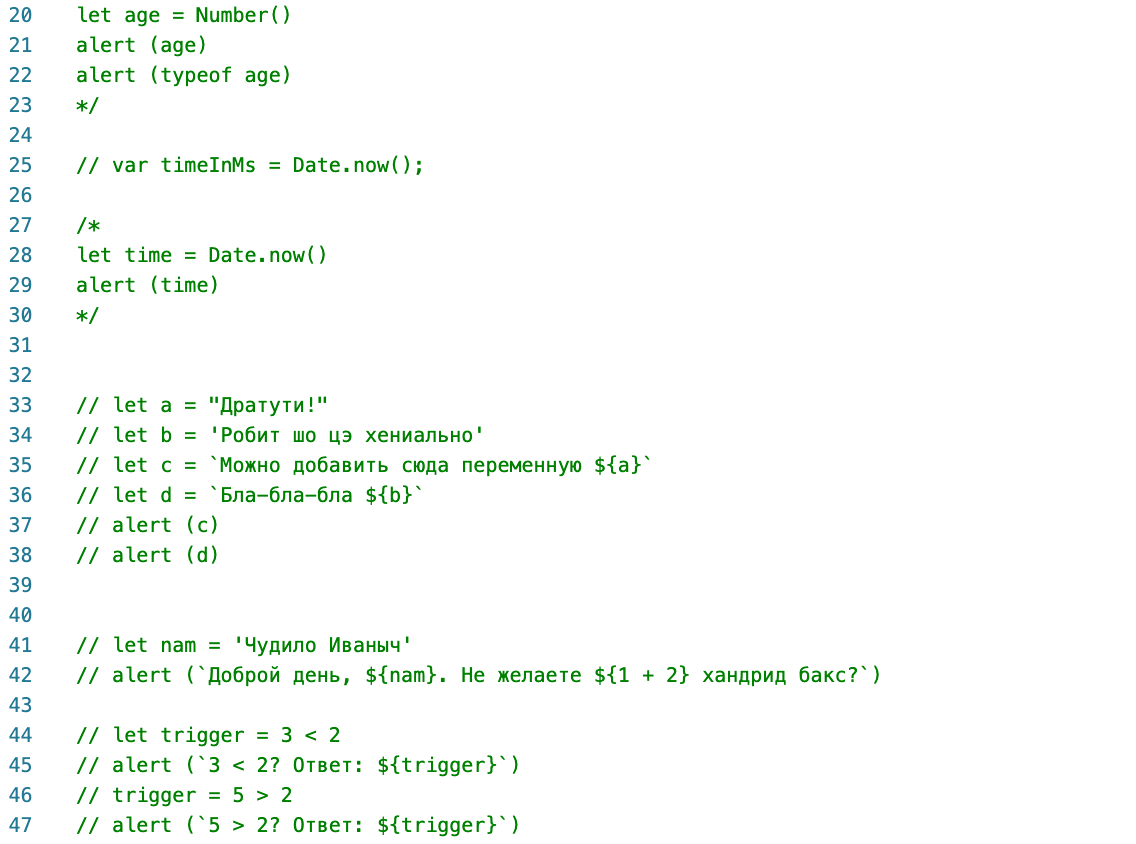 20 let age = Number()
21 alert (age)
22 alert (typeof age)
23 */
24
25 // var timeInMs = Date.now();
26
27 /*
28 let time = Date.now()
29 alert (time)
30 */
31
32
33 // let a = "Дратути!"
34 // let b = 'Робит шо цэ хениально'
35 // let c = `Можно добавить сюда переменную ${a}`
36 // let d = `Бла-бла-бла ${b}`
37 // alert (c)
38 // alert (d)
39
40
41 // let nam = 'Чудило Иваныч'
42 // alert (`Доброй день, ${nam}. Не желаете ${1 + 2} хандрид бакс?`)
43
44 // let trigger = 3 < 2
45 // alert (`3 < 2? Ответ: ${trigger}`)
46 // trigger = 5 > 2
47 // alert (`5 > 2? Ответ: ${trigger}`)